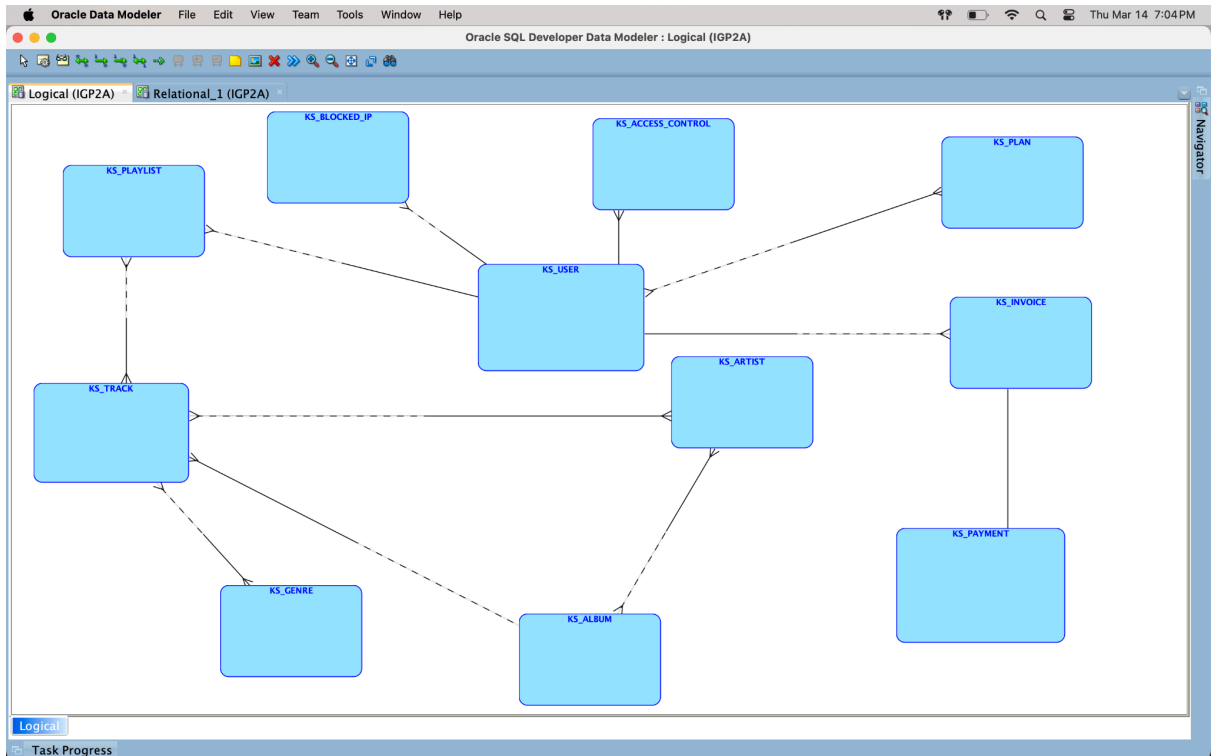 Oracle Data Modeler File Edit View Team Tools Window Help Thu Mar 14 7:04 PM
Oracle SQL Developer Data Modeler : Logical (IGP2A)
Logical (IGP2A) Relational_1 (IGP2A)
Navigator
KS_BLOCKED_IP
KS_ACCESS_CONTROL
KS_PLAN
KS_PLAYLIST
KS_USER
KS_INVOICE
KS_ARTIST
KS_TRACK
KS_PAYMENT
KS_GENRE
KS_ALBUM
Logical
Task Progress